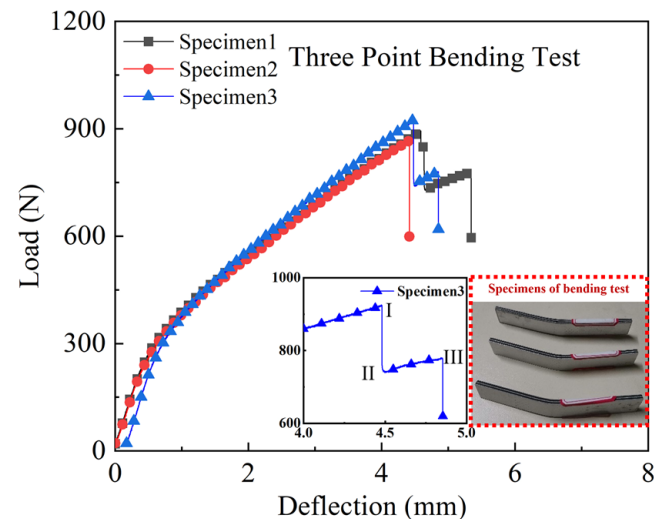 1200
900
600
300
0
Load (N)
Specimen1
Specimen2
Specimen3
Three Point Bending Test
1000
800
600
4.0
4.5
5.0
Specimen3
I
II
III
Specimens of bending test
0
2
4
6
8
Deflection (mm)